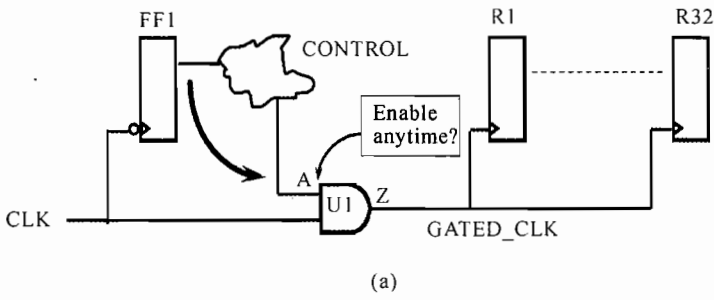 FF1
R1
R32
CONTROL
Enable
anytime?
A
U1
Z
CLK
GATED_CLK
(a)